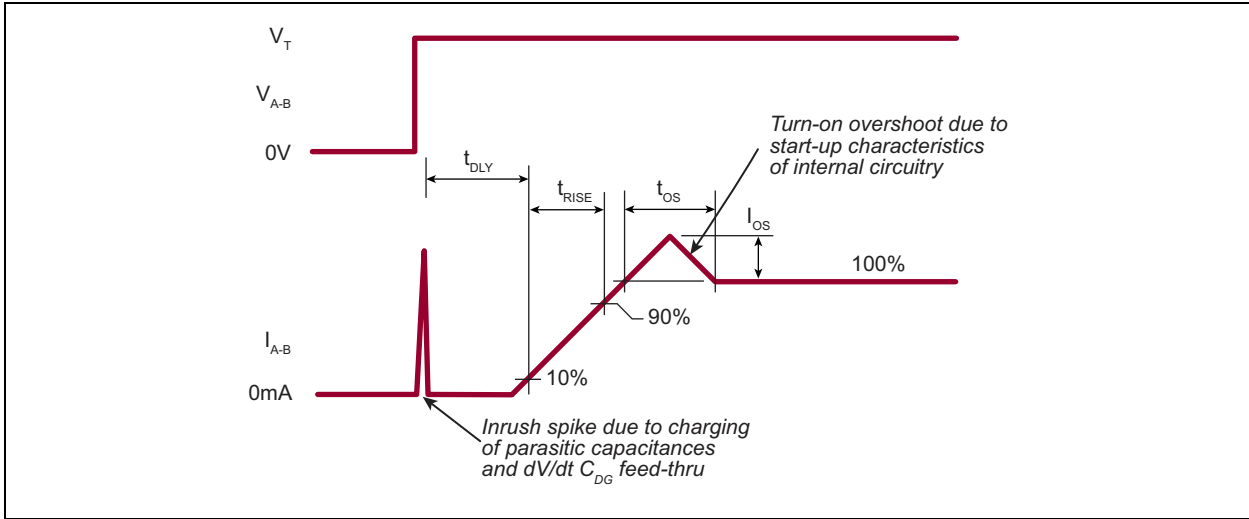 V_T
V_A-B
0V
Turn-on overshoot due to
start-up characteristics
of internal circuitry
t_DLY
t_RISE
t_OS
I_OS
100%
90%
I_A-B
10%
0mA
Inrush spike due to charging
of parasitic capacitances
and dV/dt C_DG feed-thru